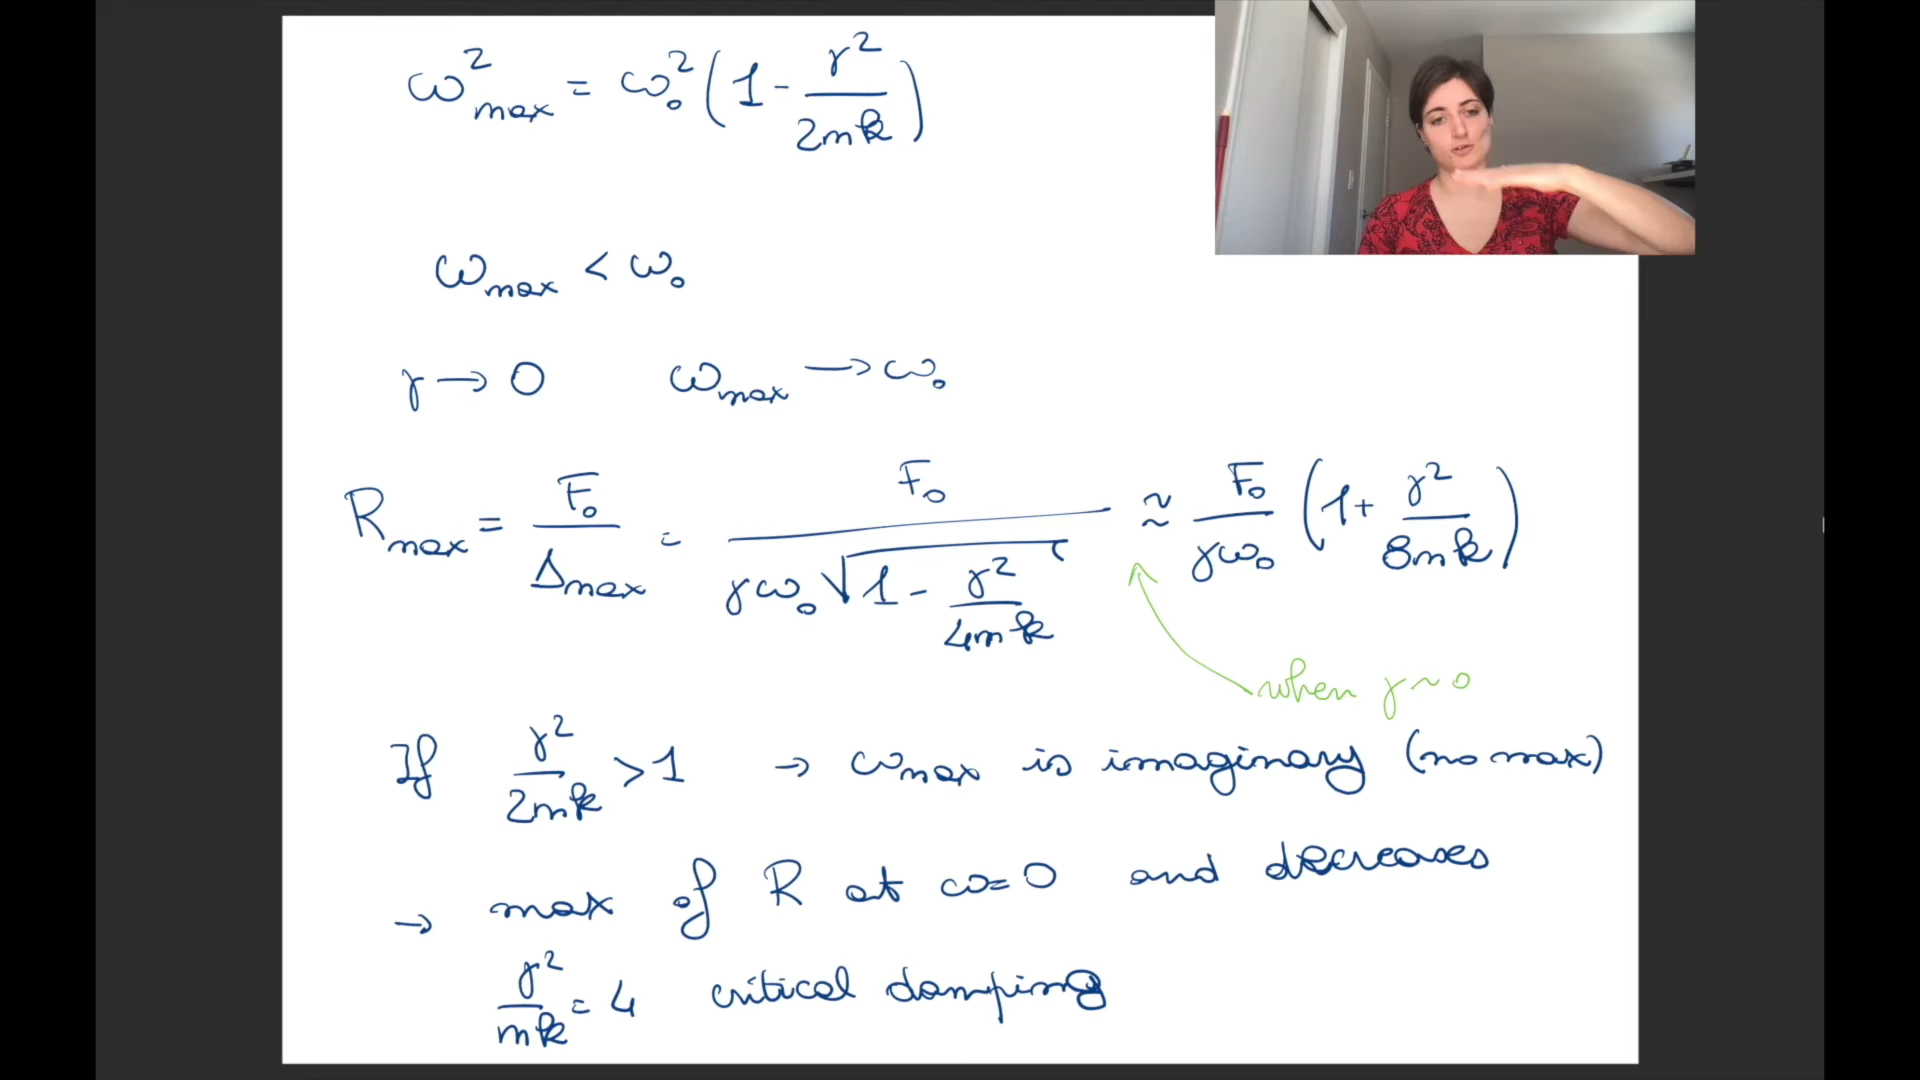 ω²max = ω₀² (1 - γ²/2mk)
ωmax < ω₀
γ → 0 ωmax → ω₀
Rmax = F₀/Δmax = F₀/(γω₀ √(1 - γ²/4mk)) ≈ F₀/γω₀ (1 + γ²/8mk)
when γ ~ 0
If γ²/2mk > 1 → ωmax is imaginary (no max)
→ max of R at ω = 0 and decreases
γ²/mk = 4 critical damping